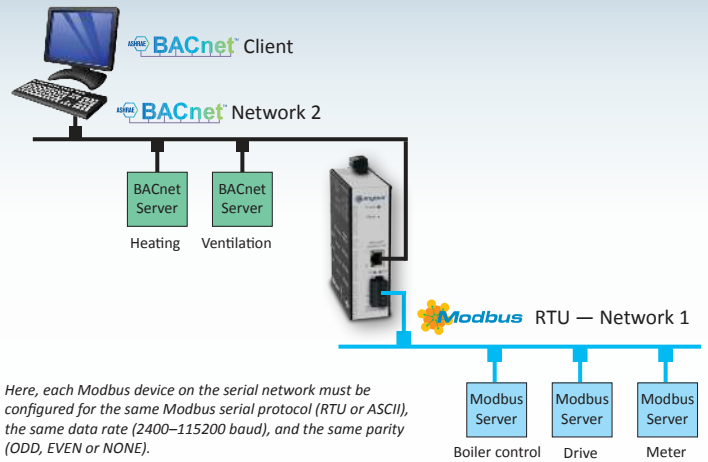 ASHRAE BACnet™ Client
ASHRAE BACnet™ Network 2
BACnet
Server
BACnet
Server
Heating
Ventilation
Anybus
Modbus RTU — Network 1
Here, each Modbus device on the serial network must be
configured for the same Modbus serial protocol (RTU or ASCII),
the same data rate (2400–115200 baud), and the same parity
(ODD, EVEN or NONE).
Modbus
Server
Modbus
Server
Modbus
Server
Boiler control
Drive
Meter